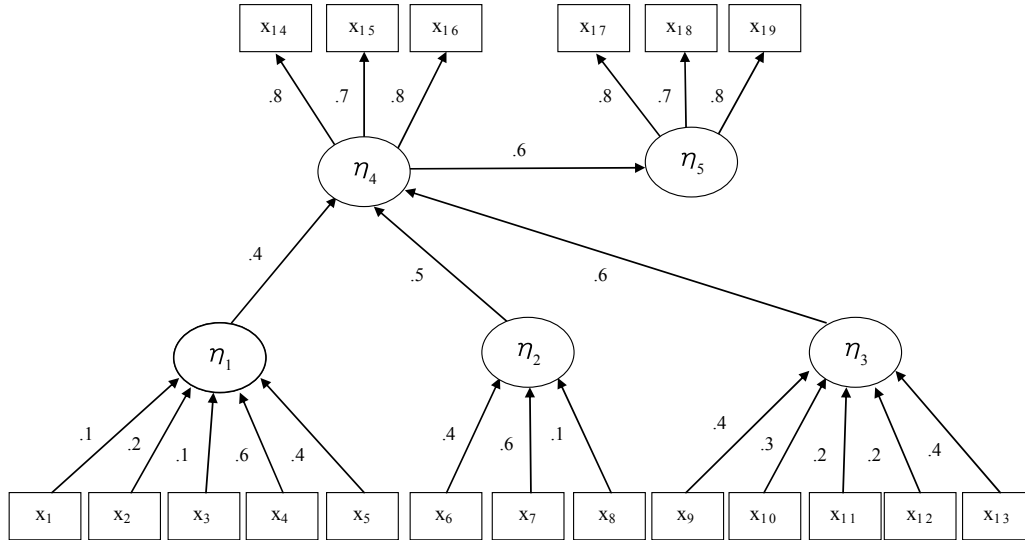 x₁₄ x₁₅ x₁₆ x₁₇ x₁₈ x₁₉
.8 .7 .8 .8 .7 .8
η₄ .6 η₅
.4 .5 .6
η₁ η₂ η₃
.1 .2 .1 .6 .4 .4 .6 .1 .4 .3 .2 .2 .4
x₁ x₂ x₃ x₄ x₅ x₆ x₇ x₈ x₉ x₁₀ x₁₁ x₁₂ x₁₃